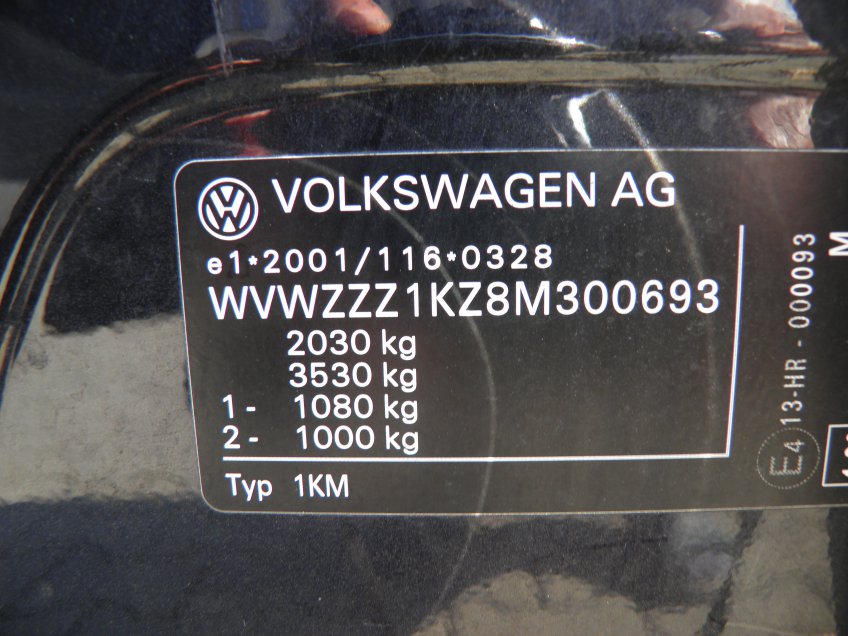 VOLKSWAGEN AG
e1*2001/116*0328
WVWZZZ1KZ8M300693
2030 kg
3530 kg
1- 1080 kg
2- 1000 kg
Typ 1KM
E4 13-HR - 000093
M